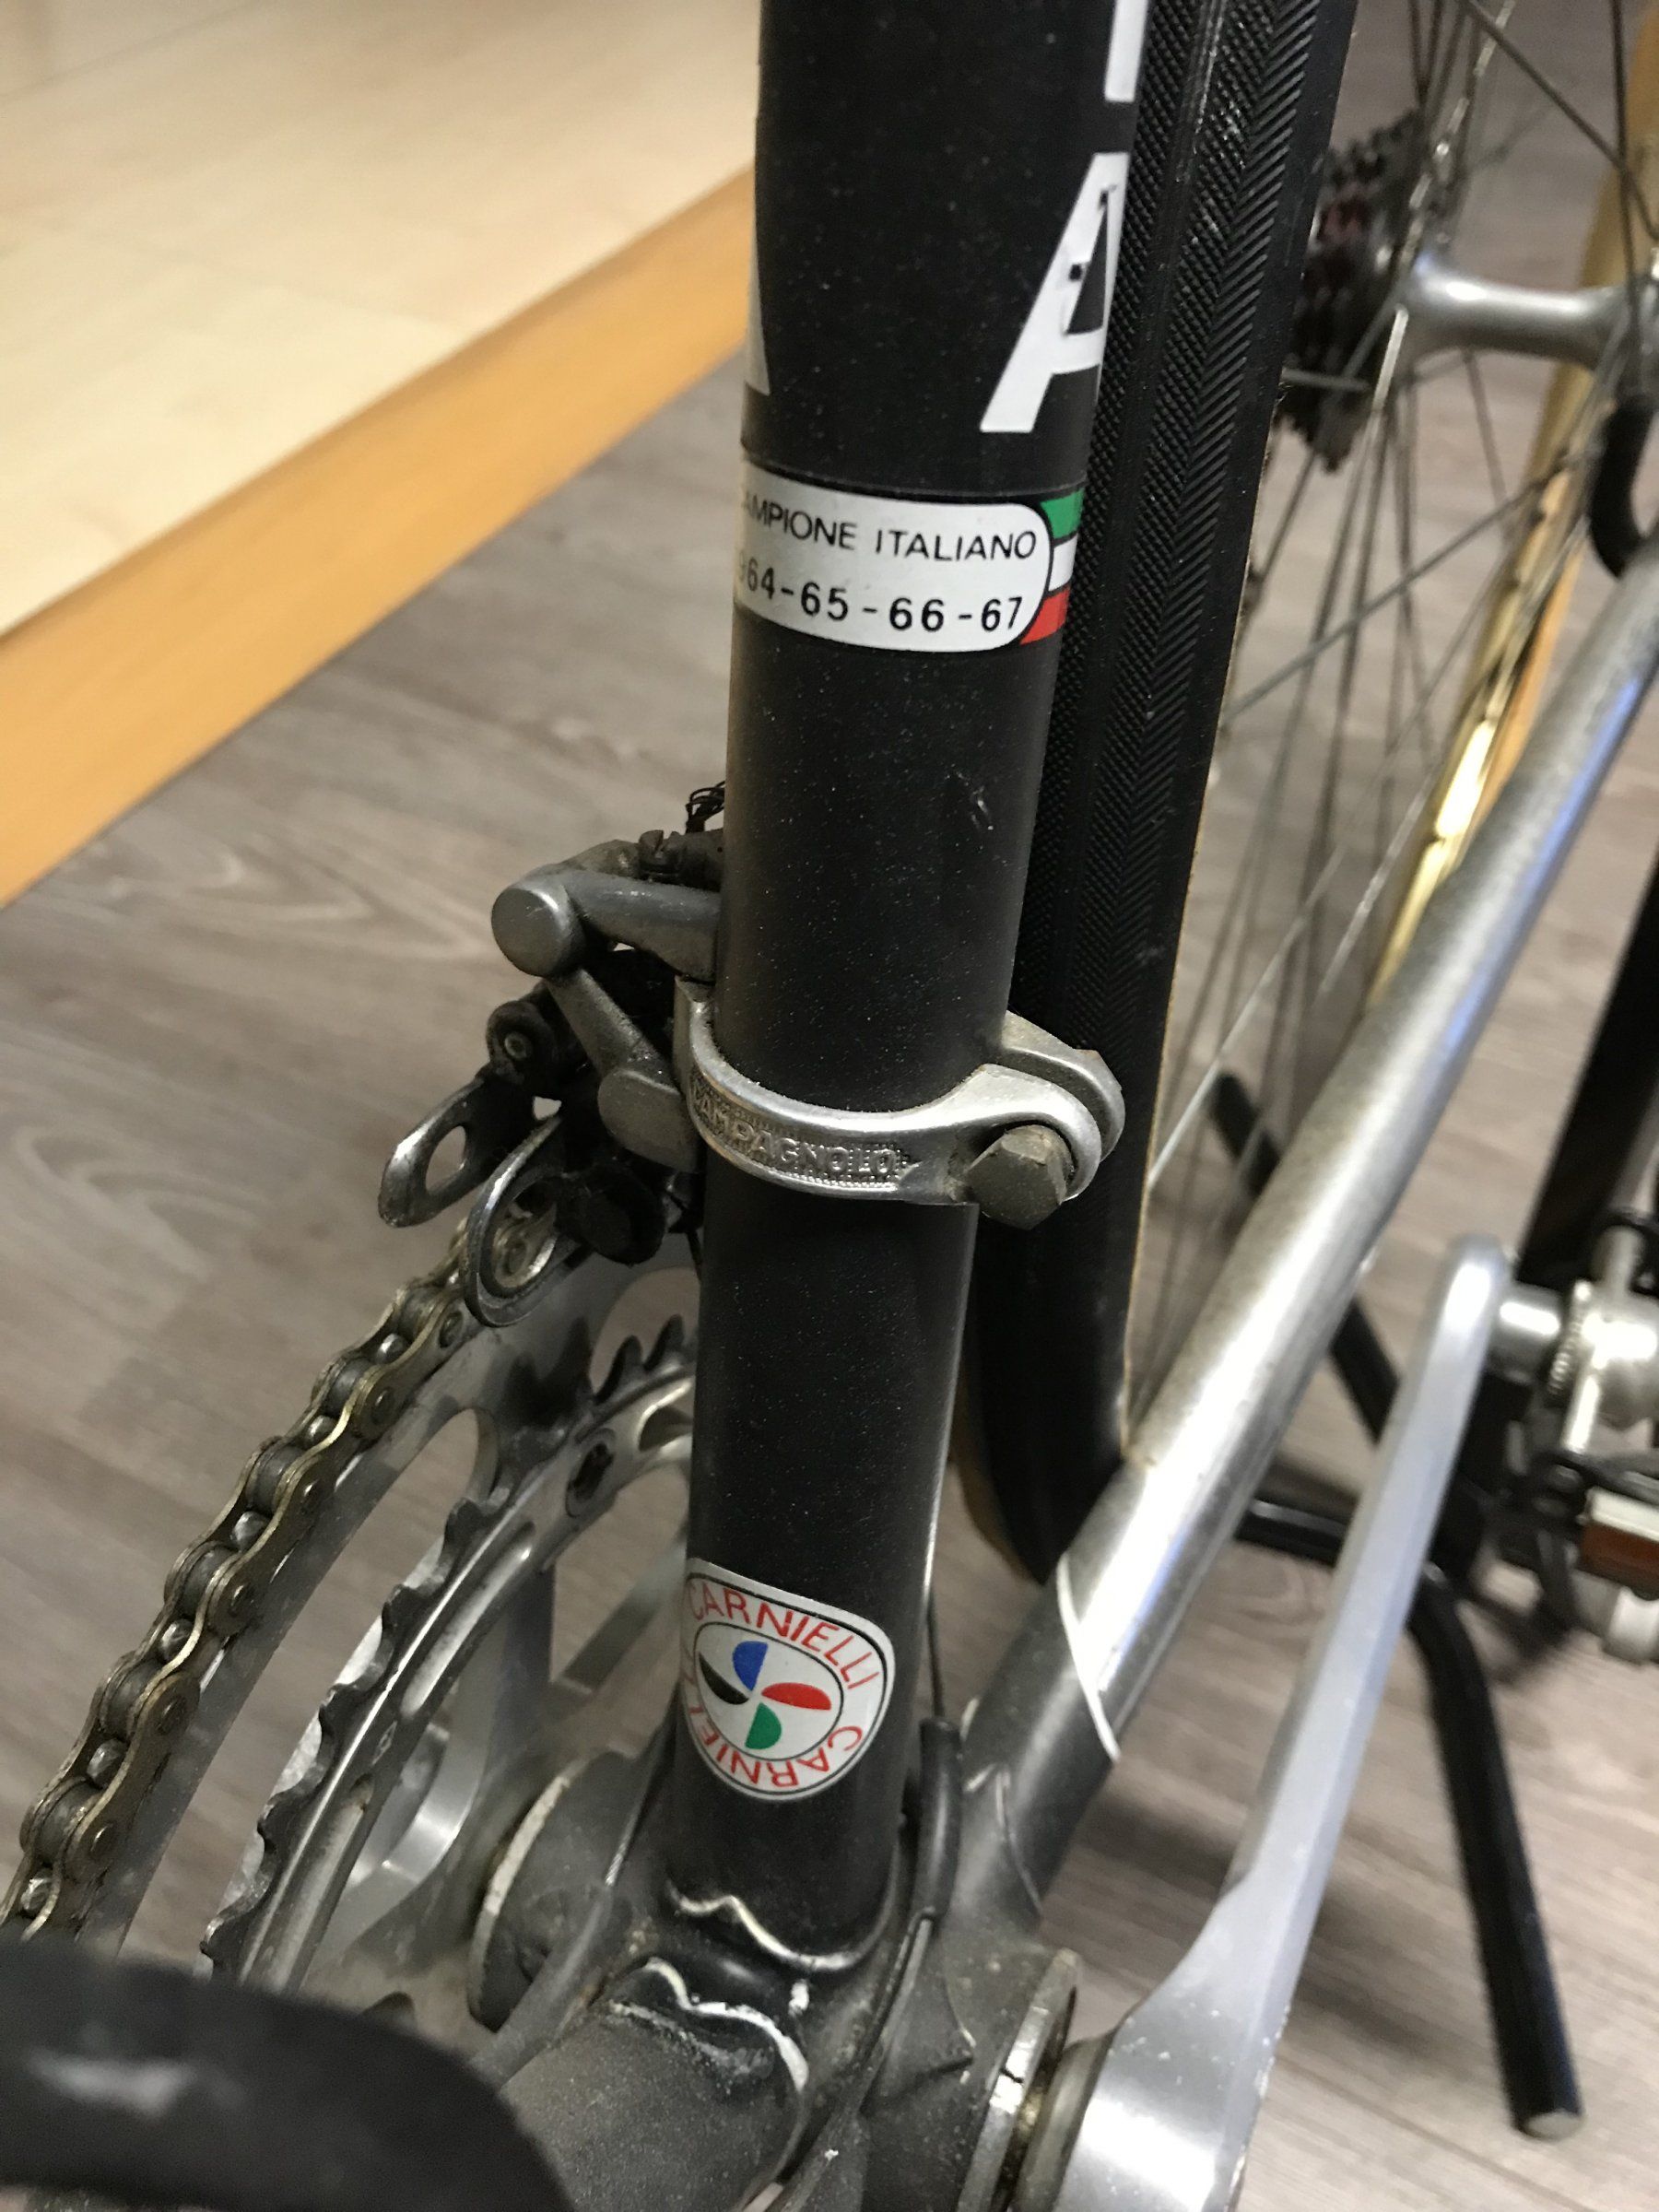 A
AMPIONE ITALIANO
964-65-66-67
CAMPAGNOLO
CARNIELLI
CARNIELLI